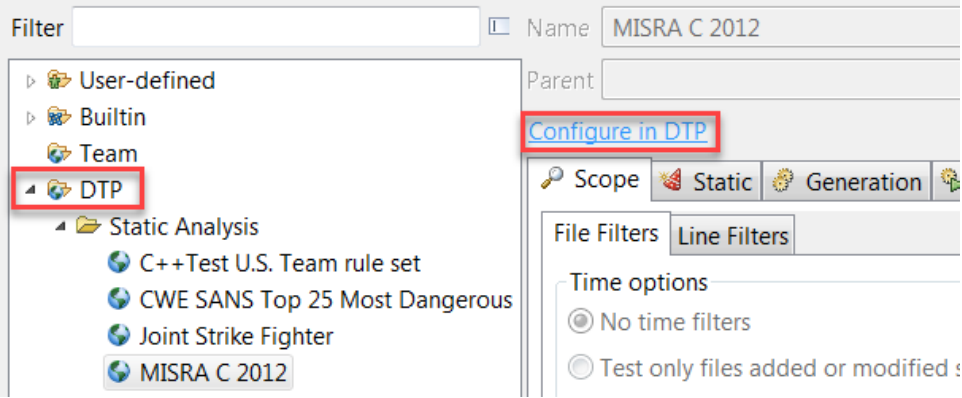 Filter
User-defined
Builtin
Team
DTP
Static Analysis
C++Test U.S. Team rule set
CWE SANS Top 25 Most Dangerous
Joint Strike Fighter
MISRA C 2012
Name MISRA C 2012
Parent
Configure in DTP
Scope Static Generation
File Filters Line Filters
Time options
No time filters
Test only files added or modified s